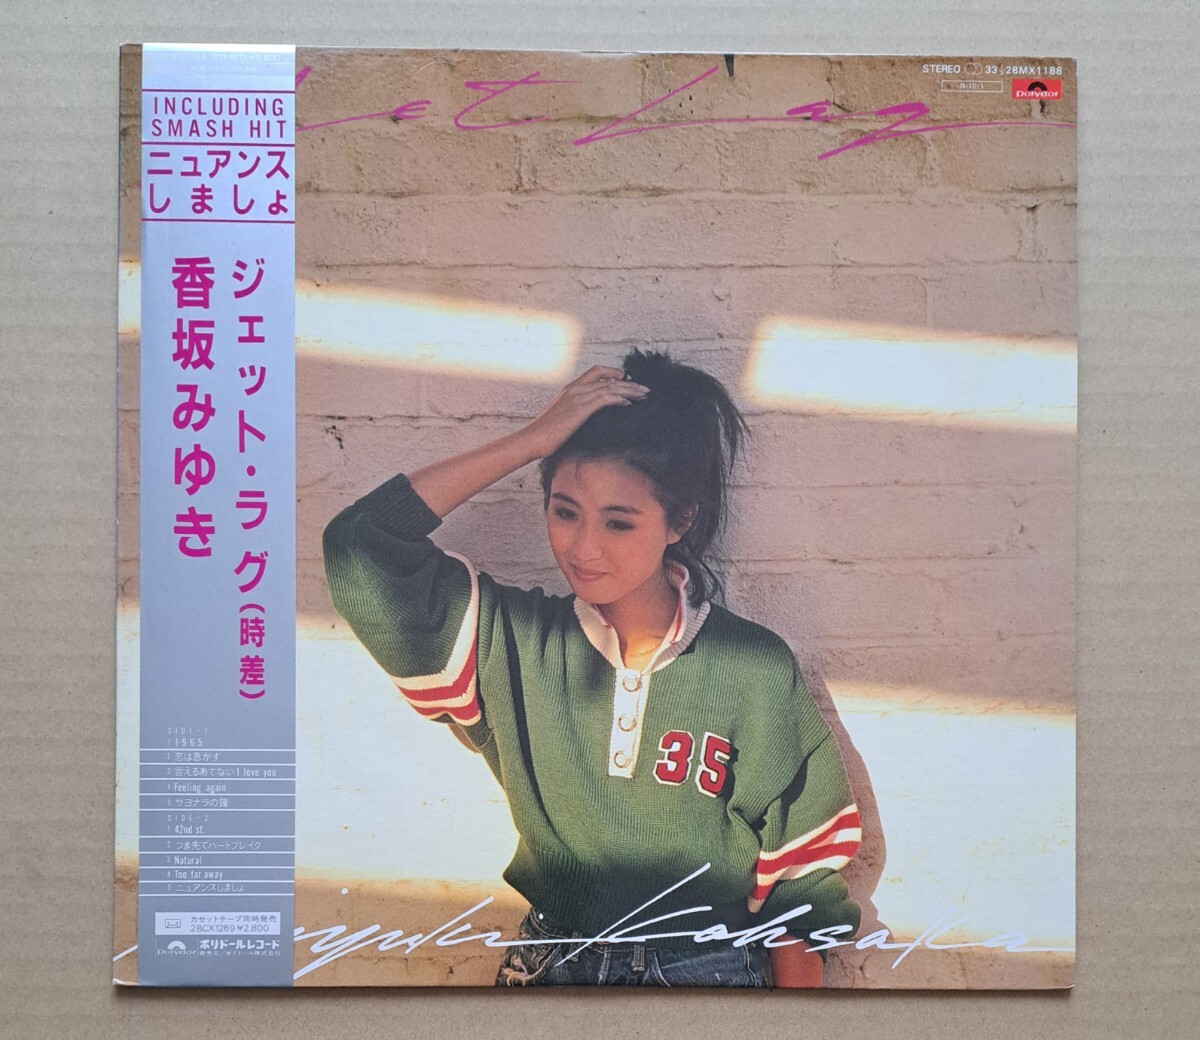 INCLUDING
SMASH HIT
ニュアンス
しましょ
ジェット・ラグ(時差)
香坂みゆき
SIDE-1
1 1965
2 恋は急がず
3 言えるあてない I love you
4 Feeling again
5 サヨナラの鐘
SIDE-2
1 42nd st.
2 つま先でハートブレイク
3 Natural
4 Too far away
5 ニュアンスしましょ
カセットテープ同時発売
28CX1269 ¥2,800
Polydor ポリドールレコード
Jet Lag
STEREO 33⅓ 28MX1188
Polydor
35
Miyuki Kohsaka